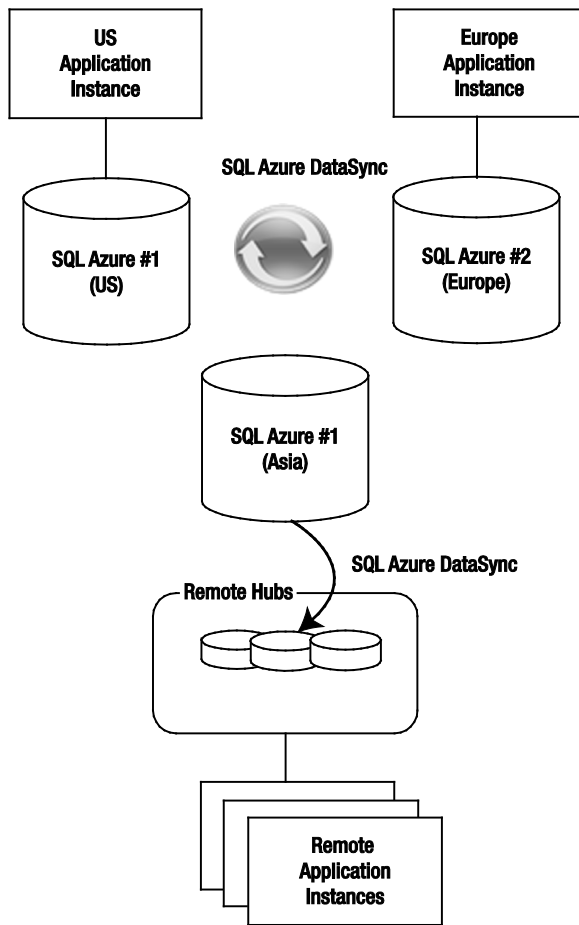 US
Application
Instance
Europe
Application
Instance
SQL Azure DataSync
SQL Azure #1
(US)
SQL Azure #2
(Europe)
SQL Azure #1
(Asia)
SQL Azure DataSync
Remote Hubs
Remote
Application
Instances